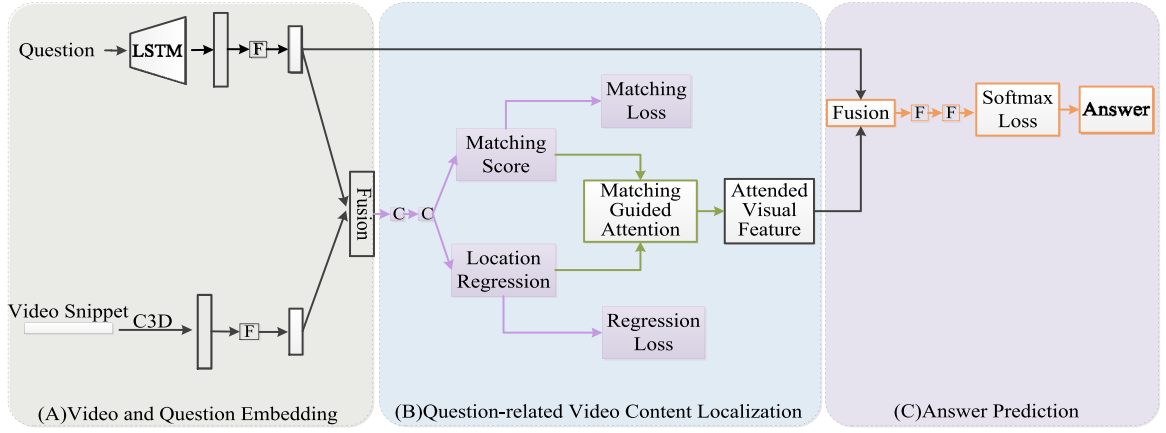 Question
LSTM
F
Video Snippet
C3D
F
Fusion
(A)Video and Question Embedding
C
C
Matching
Score
Matching
Loss
Location
Regression
Regression
Loss
Matching
Guided
Attention
Attended
Visual
Feature
(B)Question-related Video Content Localization
Fusion
F
F
Softmax
Loss
Answer
(C)Answer Prediction